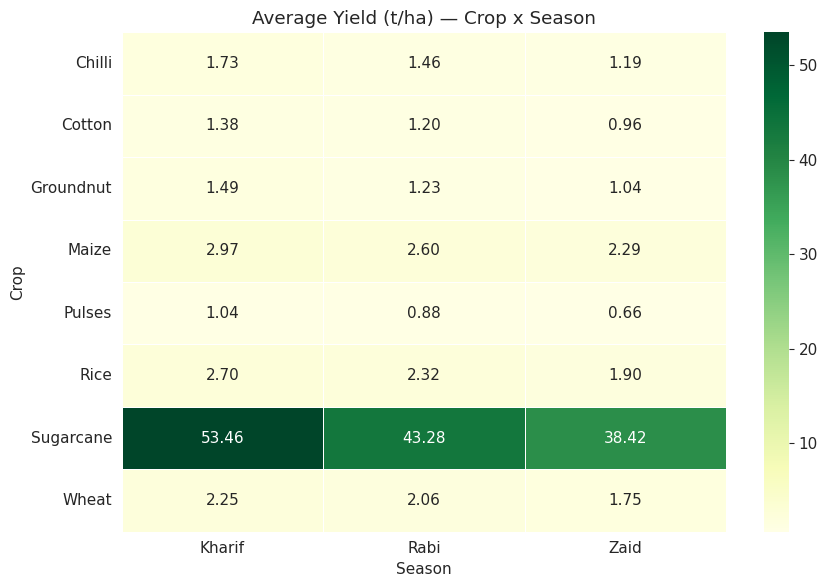 Average Yield (t/ha) — Crop x Season
Crop
Chilli 1.73 1.46 1.19
Cotton 1.38 1.20 0.96
Groundnut 1.49 1.23 1.04
Maize 2.97 2.60 2.29
Pulses 1.04 0.88 0.66
Rice 2.70 2.32 1.90
Sugarcane 53.46 43.28 38.42
Wheat 2.25 2.06 1.75
Kharif Rabi Zaid
Season
50
40
30
20
10